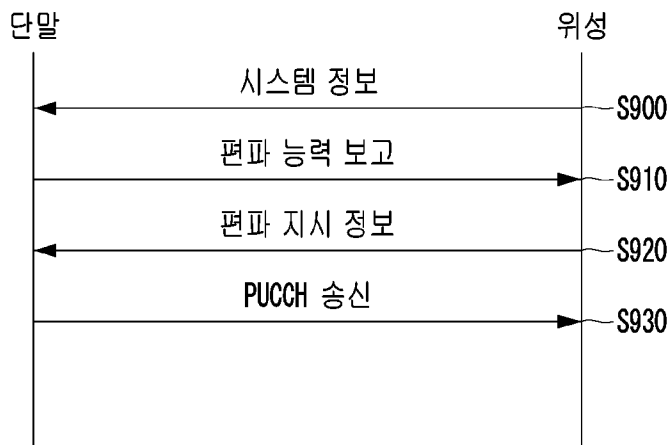 단말
위성
시스템 정보
S900
편파 능력 보고
S910
편파 지시 정보
S920
PUCCH 송신
S930